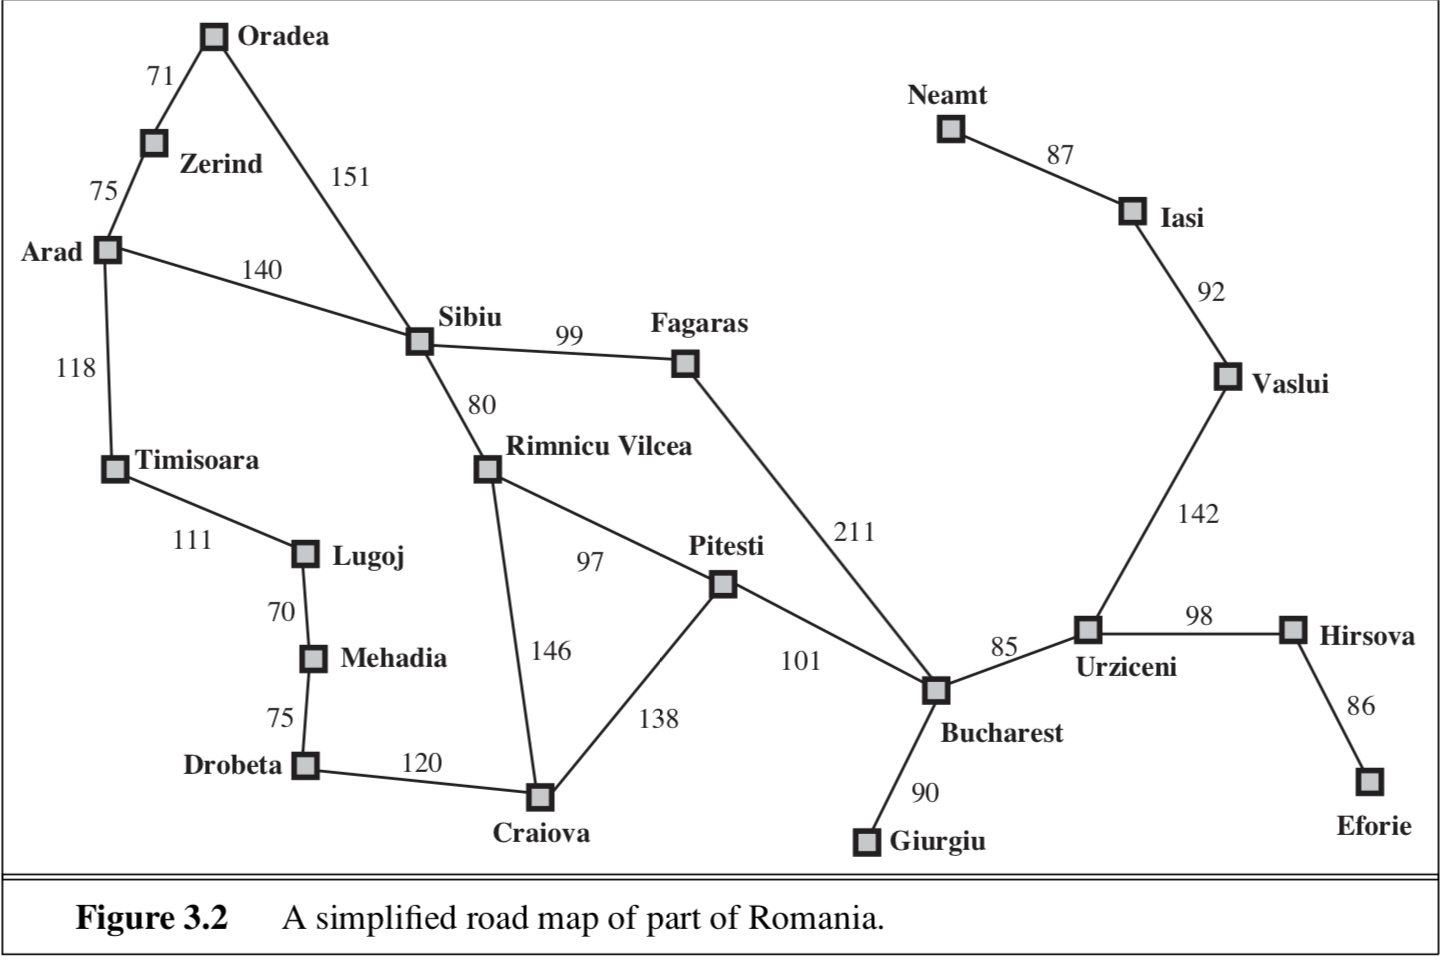 Oradea
71
Neamt
87
Zerind
151
75
Iasi
Arad
140
92
Sibiu
Fagaras
99
118
Vaslui
80
Rimnicu Vilcea
Timisoara
142
111
Lugoj
97
Pitesti
211
70
98
Hirsova
146
85
Mehadia
101
Urziceni
86
75
138
Bucharest
Drobeta
120
90
Craiova
Giurgiu
Eforie
Figure 3.2 A simplified road map of part of Romania.